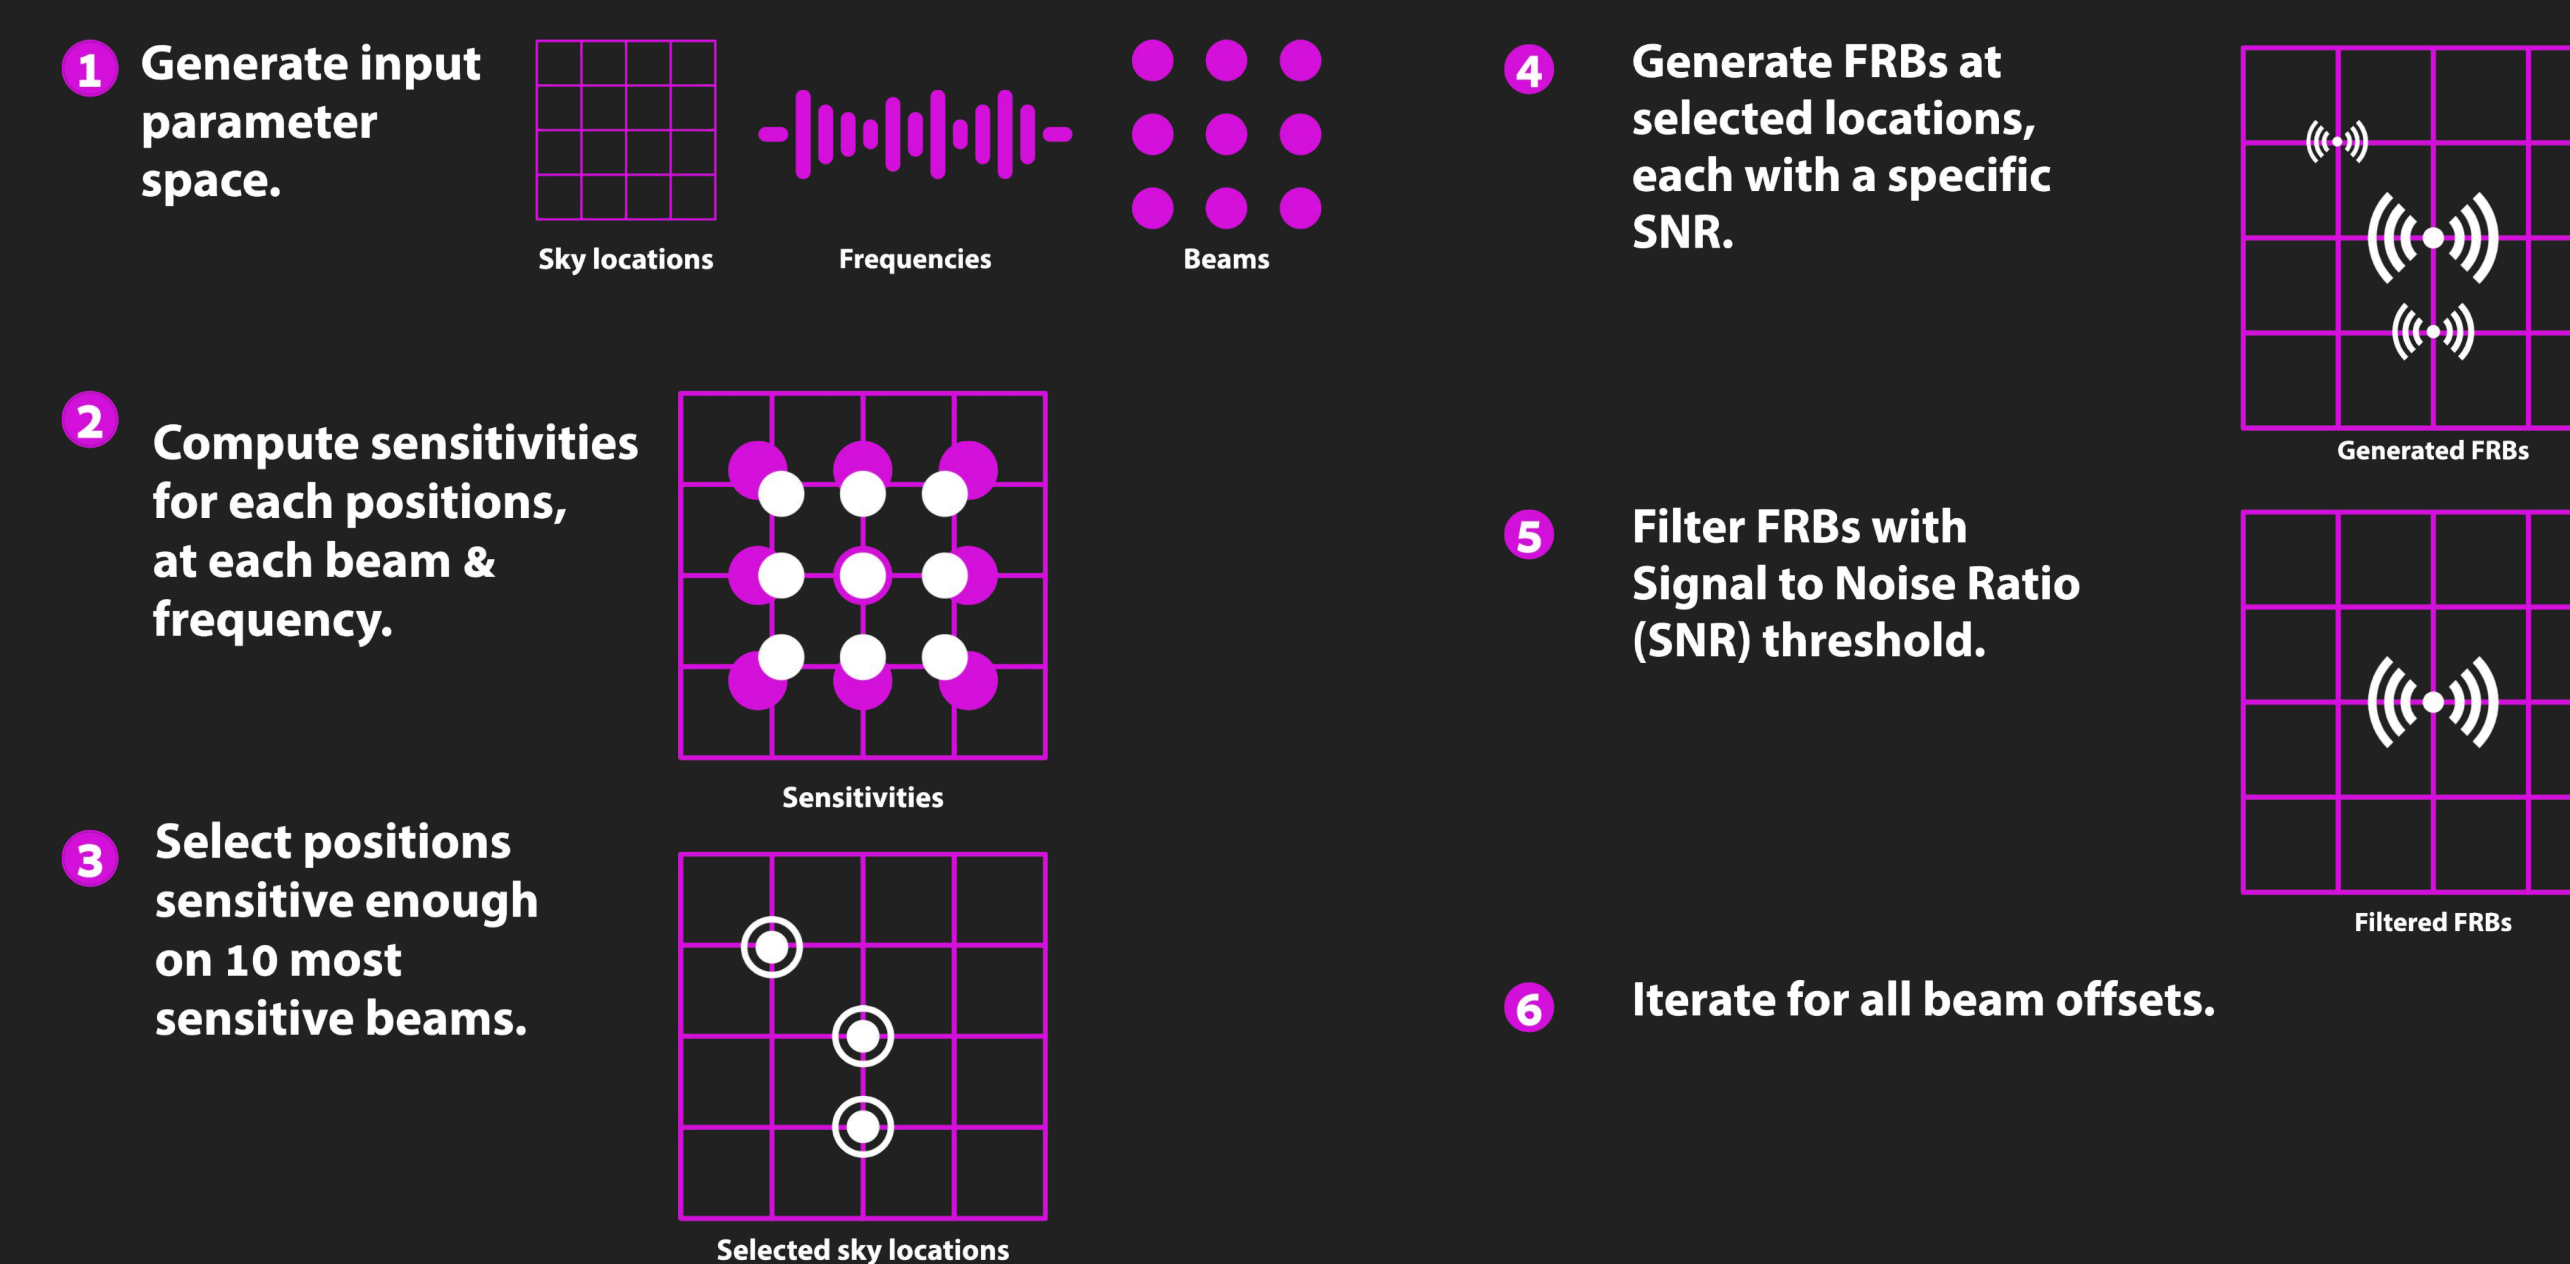 1
Generate input
parameter
space.
Sky locations
Frequencies
Beams
2
Compute sensitivities
for each positions,
at each beam &
frequency.
Sensitivities
3
Select positions
sensitive enough
on 10 most
sensitive beams.
Selected sky locations
4
Generate FRBs at
selected locations,
each with a specific
SNR.
Generated FRBs
5
Filter FRBs with
Signal to Noise Ratio
(SNR) threshold.
Filtered FRBs
6
Iterate for all beam offsets.